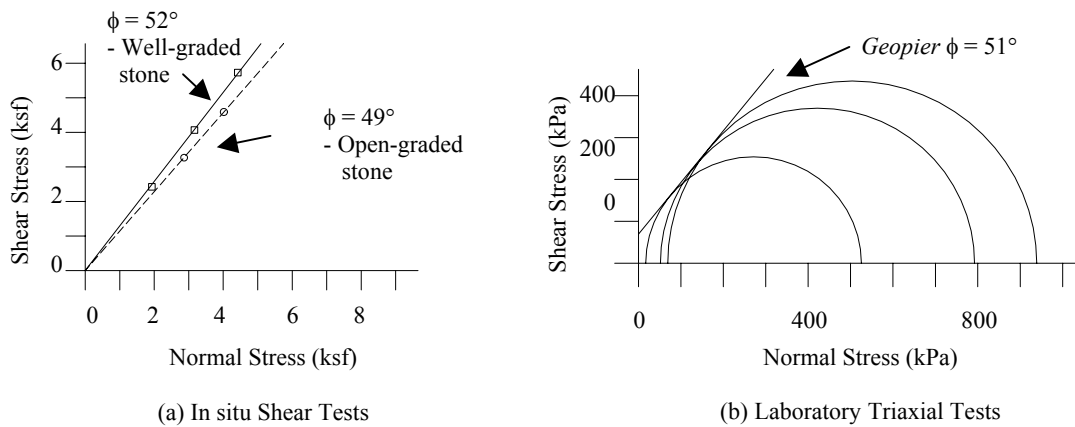 ϕ = 52°
- Well-graded
stone
ϕ = 49°
- Open-graded
stone
Shear Stress (ksf)
6
4
2
0
0 2 4 6 8
Normal Stress (ksf)
(a) In situ Shear Tests
Geopier ϕ = 51°
Shear Stress (kPa)
400
200
0
0 400 800
Normal Stress (kPa)
(b) Laboratory Triaxial Tests